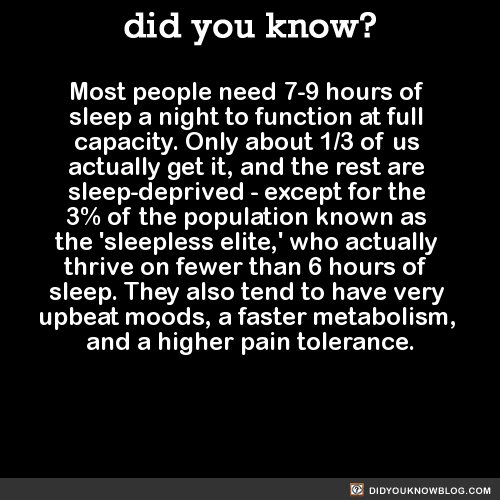 did you know?
Most people need 7-9 hours of
sleep a night to function at full
capacity. Only about 1/3 of us
actually get it, and the rest are
sleep-deprived - except for the
3% of the population known as
the 'sleepless elite,' who actually
thrive on fewer than 6 hours of
sleep. They also tend to have very
upbeat moods, a faster metabolism,
and a higher pain tolerance.
DIDYOUKNOWBLOG.COM